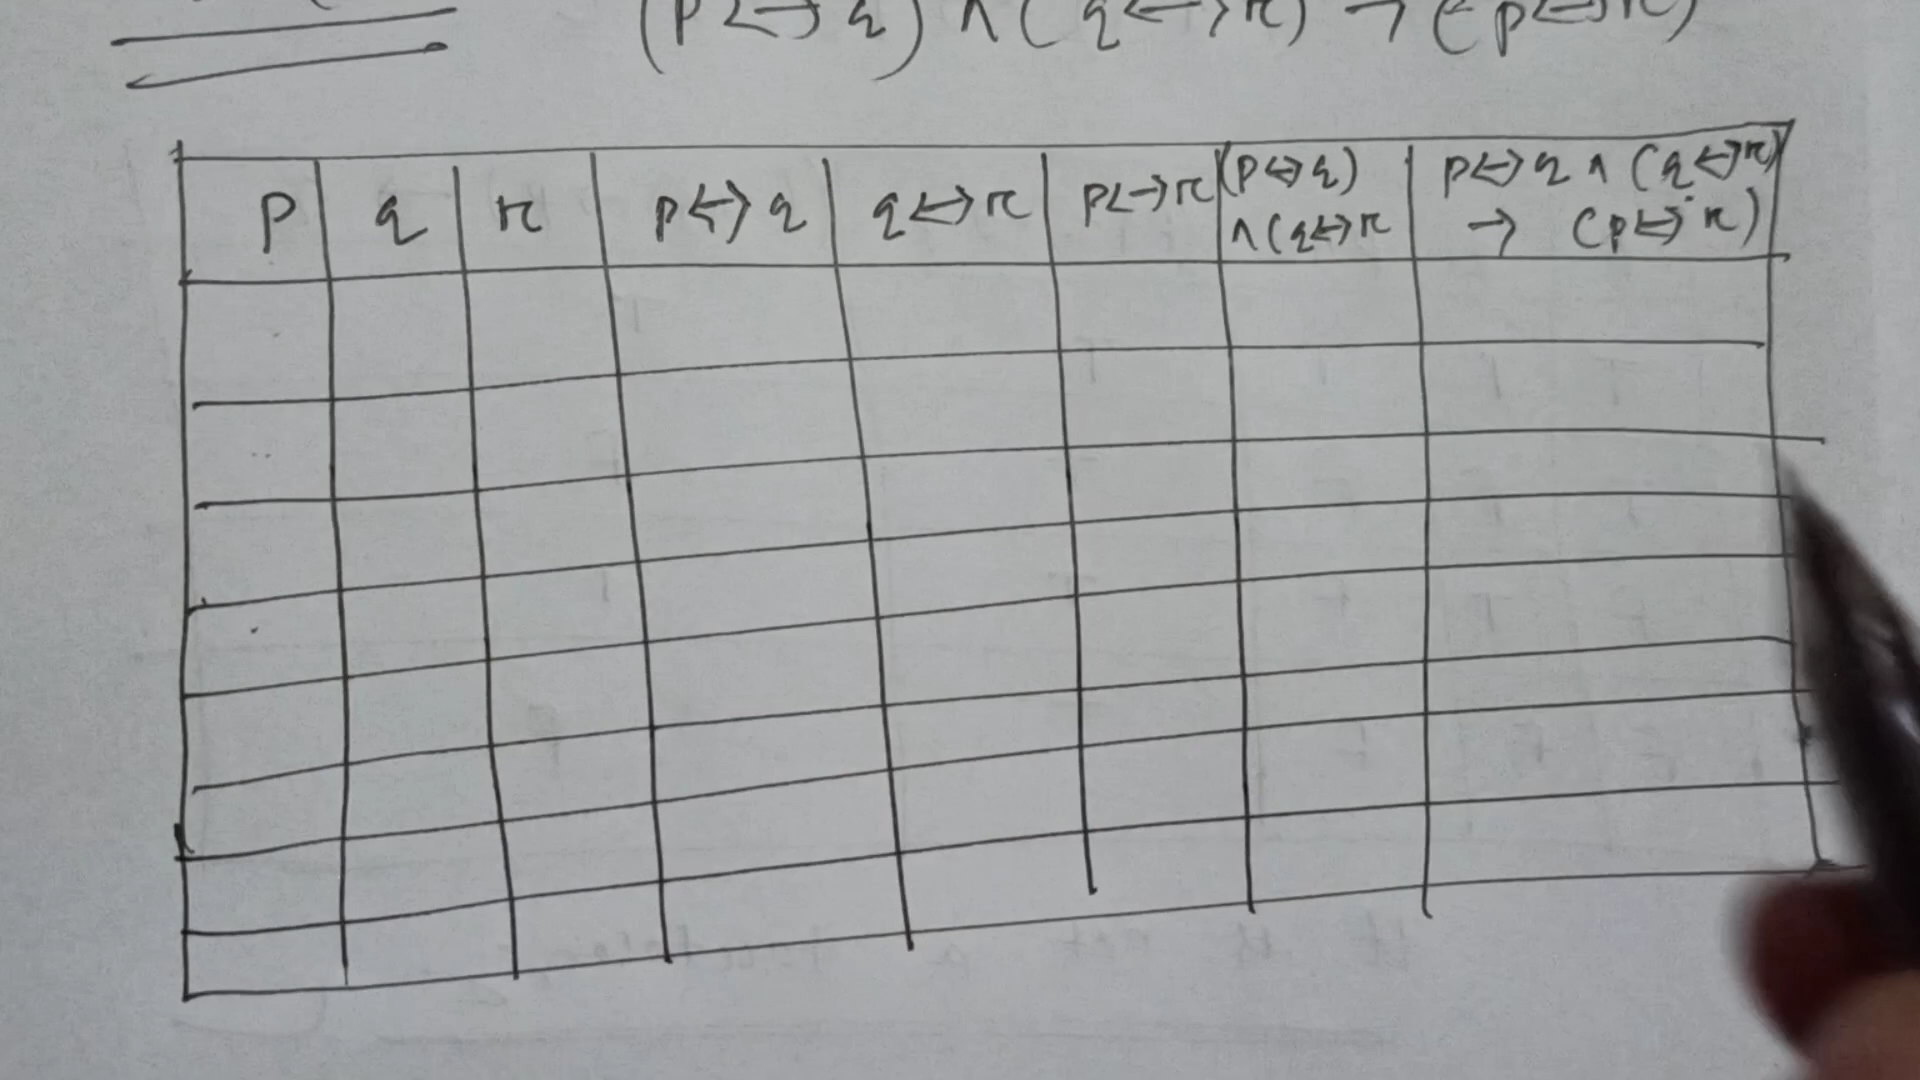 (p↔q) ∧ (q↔r) → (p↔r)
p q r p↔q q↔r p↔r (p↔q) ∧(q↔r p↔q ∧ (q↔r) → (p↔r)